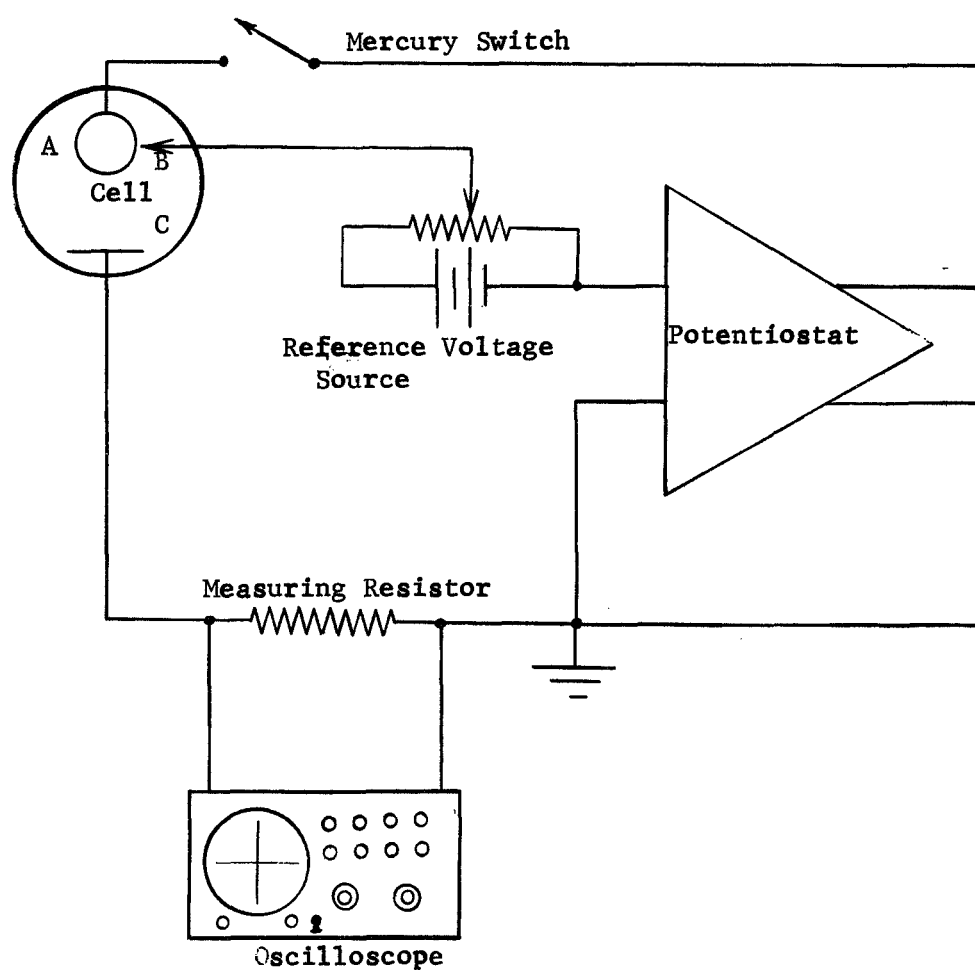 Mercury Switch
A
B
Cell
C
Reference Voltage
Source
Potentiostat
Measuring Resistor
Oscilloscope